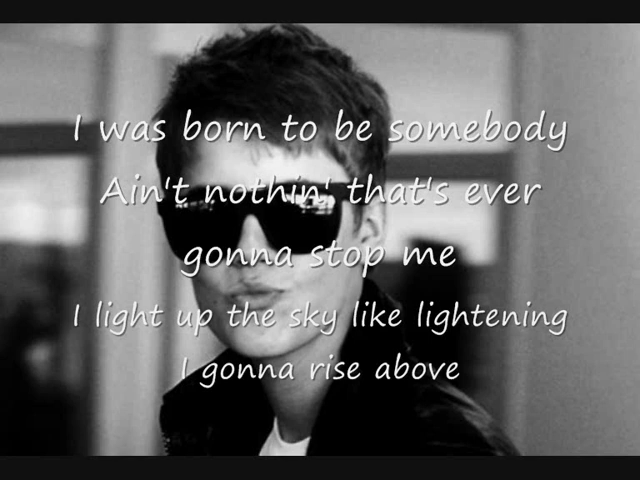 I was born to be somebody
Ain't nothin' that's ever
gonna stop me
I light up the sky like lightening
I gonna rise above